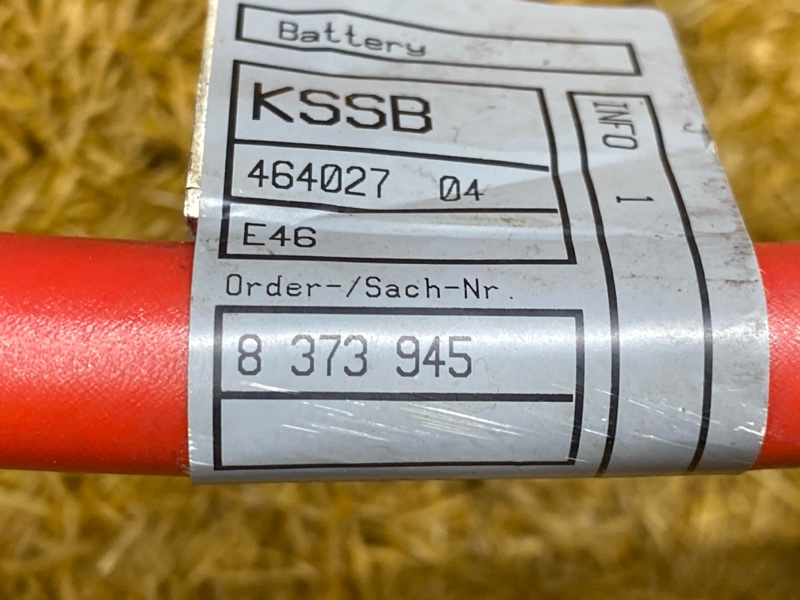 Battery
KSSB
464027 04
E46
Order-/Sach-Nr.
8 373 945
INFO 1